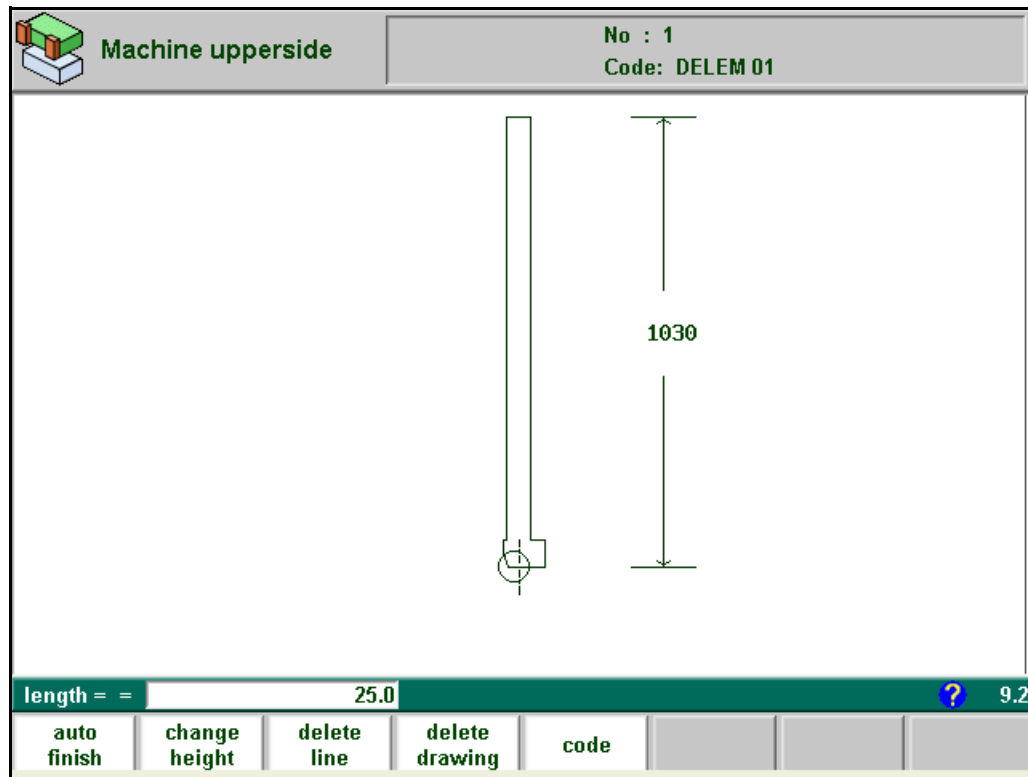 Machine upperside
No : 1
Code: DELEM 01
1030
length = =
25.0
?
9.2
auto
finish
change
height
delete
line
delete
drawing
code